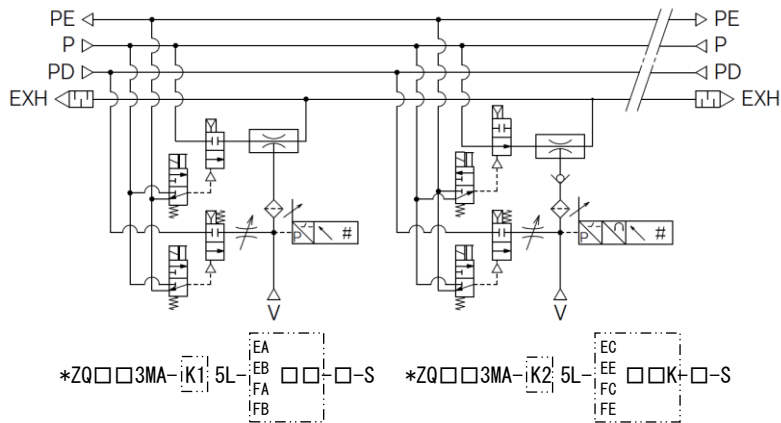 PE PE
P P
PD PD
EXH EXH
P # P #
V V
*ZQ□□3MA-K1 5L- EA EB FA FB □□-□-S
*ZQ□□3MA-K2 5L- EC EE FC FE □□K-□-S